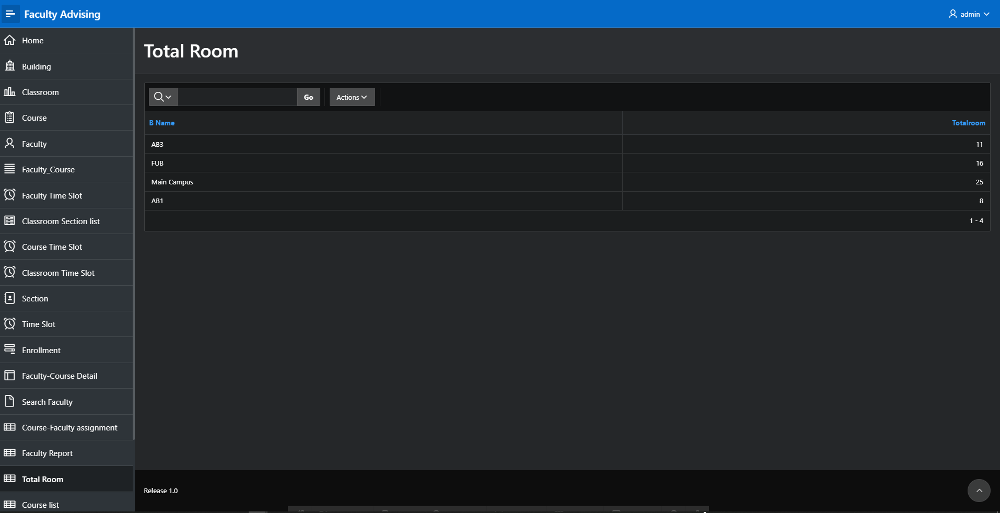 Faculty Advising
admin
Home
Building
Classroom
Course
Faculty
Faculty_Course
Faculty Time Slot
Classroom Section list
Course Time Slot
Classroom Time Slot
Section
Time Slot
Enrollment
Faculty-Course Detail
Search Faculty
Course-Faculty assignment
Faculty Report
Total Room
Course list
Total Room
Go
Actions
B Name Totalroom
AB3 11
FUB 16
Main Campus 25
AB1 8
1 - 4
Release 1.0